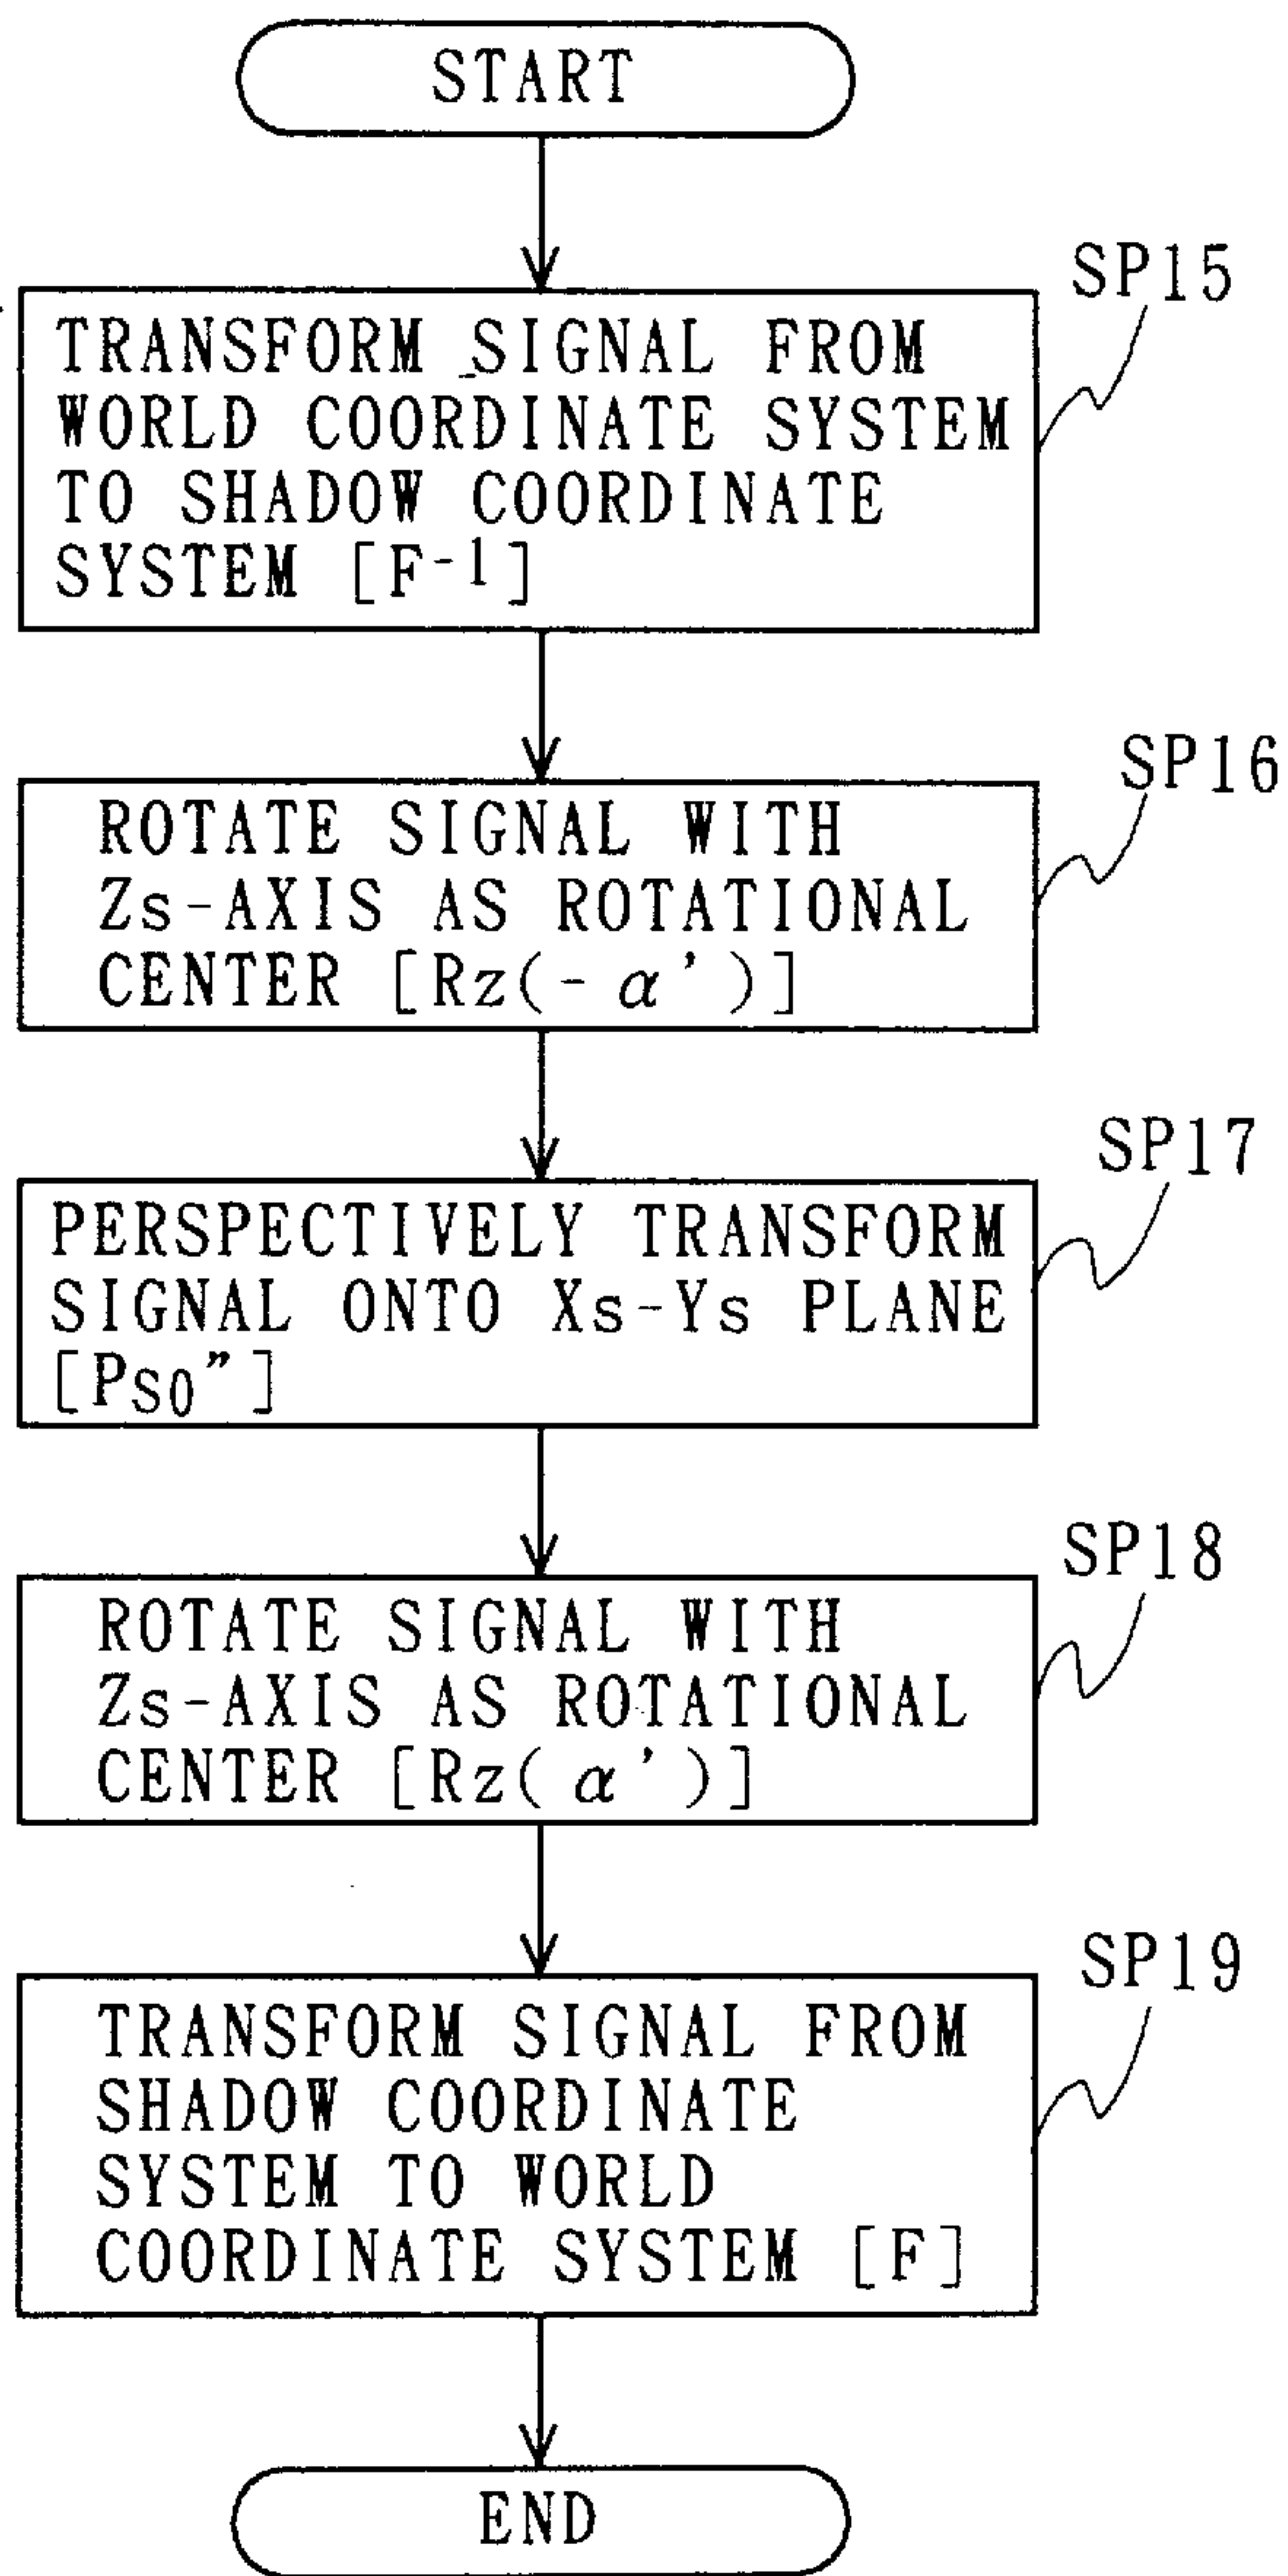 START
SP15
TRANSFORM SIGNAL FROM
WORLD COORDINATE SYSTEM
TO SHADOW COORDINATE
SYSTEM [F⁻¹]
SP16
ROTATE SIGNAL WITH
Zs-AXIS AS ROTATIONAL
CENTER [Rz(-α')]
SP17
PERSPECTIVELY TRANSFORM
SIGNAL ONTO Xs-Ys PLANE
[PS0”]
SP18
ROTATE SIGNAL WITH
Zs-AXIS AS ROTATIONAL
CENTER [Rz(α')]
SP19
TRANSFORM SIGNAL FROM
SHADOW COORDINATE
SYSTEM TO WORLD
COORDINATE SYSTEM [F]
END